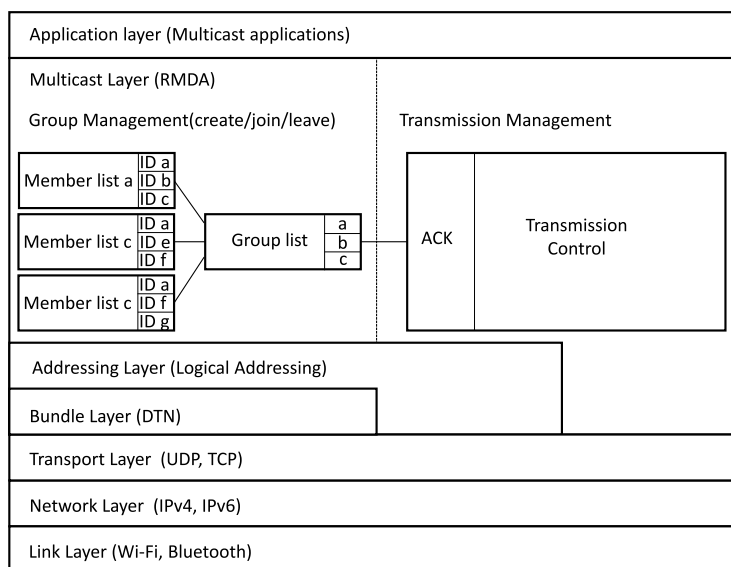 Application layer (Multicast applications)
Multicast Layer (RMDA)
Group Management(create/join/leave)
Transmission Management
Member list a
ID a
ID b
ID c
Member list c
ID a
ID e
ID f
Member list c
ID a
ID f
ID g
Group list
a
b
c
ACK
Transmission
Control
Addressing Layer (Logical Addressing)
Bundle Layer (DTN)
Transport Layer (UDP, TCP)
Network Layer (IPv4, IPv6)
Link Layer (Wi-Fi, Bluetooth)